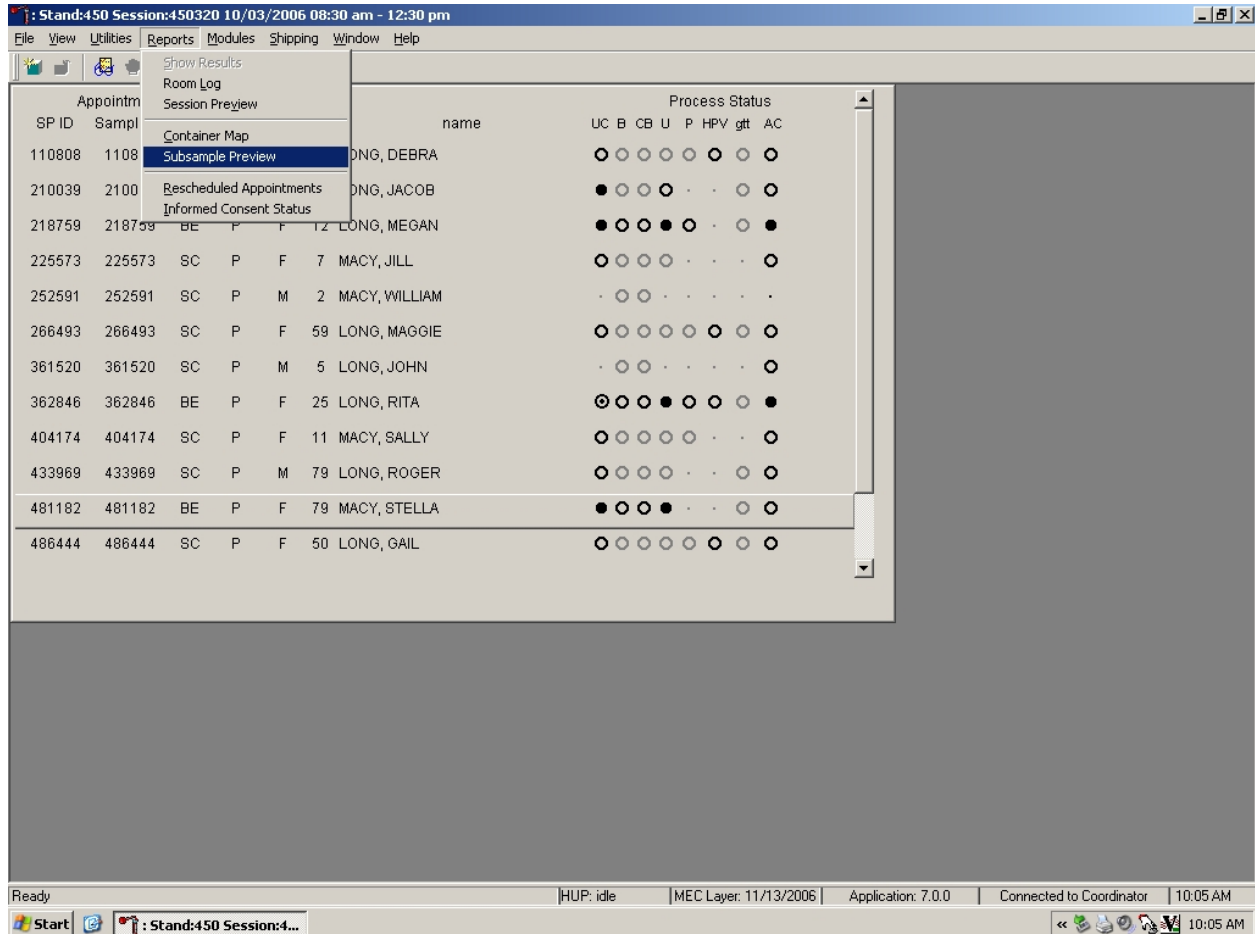 : Stand:450 Session:450320 10/03/2006 08:30 am - 12:30 pm
File View Utilities Reports Modules Shipping Window Help
Show Results
Room Log
Session Preview
Container Map
Subsample Preview
Rescheduled Appointments
Informed Consent Status
Appointm Process Status
SP ID Sampl name UC B CB U P HPV gtt AC
110808 1108 ONG, DEBRA
210039 2100 ONG, JACOB
218759 218759 BE P F 12 LONG, MEGAN
225573 225573 SC P F 7 MACY, JILL
252591 252591 SC P M 2 MACY, WILLIAM
266493 266493 SC P F 59 LONG, MAGGIE
361520 361520 SC P M 5 LONG, JOHN
362846 362846 BE P F 25 LONG, RITA
404174 404174 SC P F 11 MACY, SALLY
433969 433969 SC P M 79 LONG, ROGER
481182 481182 BE P F 79 MACY, STELLA
486444 486444 SC P F 50 LONG, GAIL
Ready HUP: idle MEC Layer: 11/13/2006 Application: 7.0.0 Connected to Coordinator 10:05 AM
Start : Stand:450 Session:4... « 10:05 AM